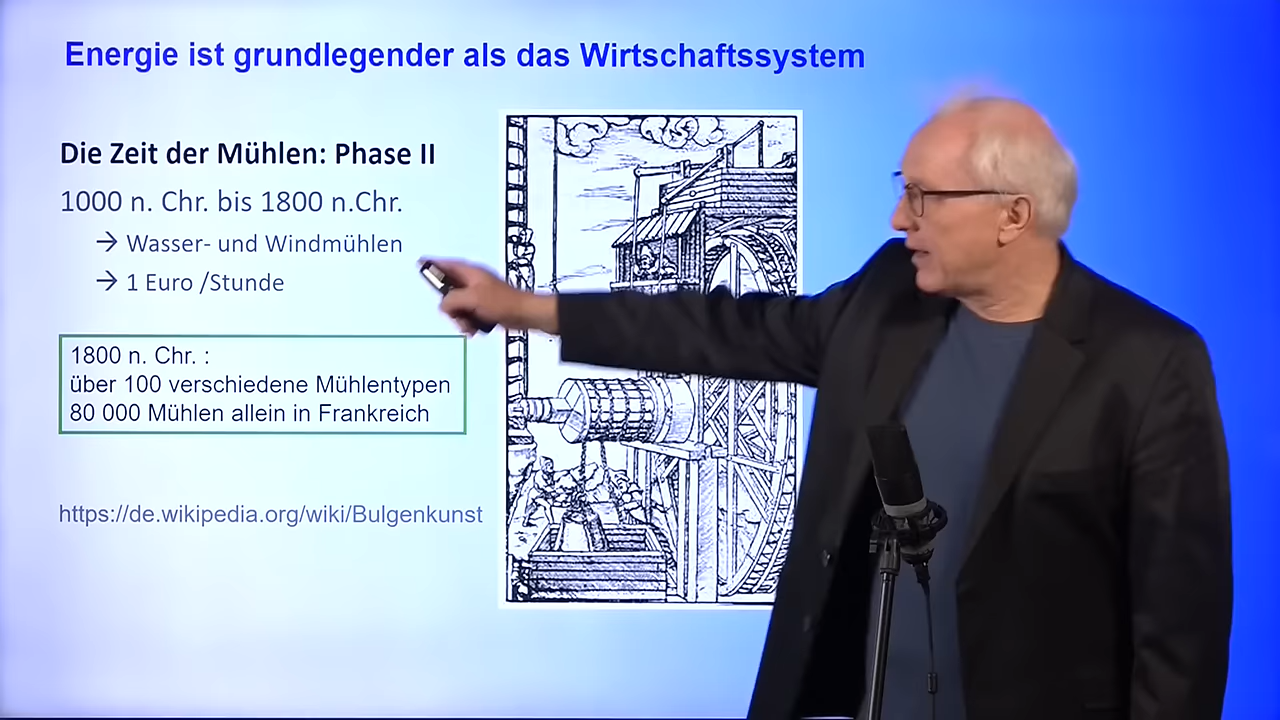 Energie ist grundlegender als das Wirtschaftssystem
Die Zeit der Mühlen: Phase II
1000 n. Chr. bis 1800 n.Chr.
→ Wasser- und Windmühlen
→ 1 Euro /Stunde
1800 n. Chr. :
über 100 verschiedene Mühlentypen
80 000 Mühlen allein in Frankreich
https://de.wikipedia.org/wiki/Bulgenkunst